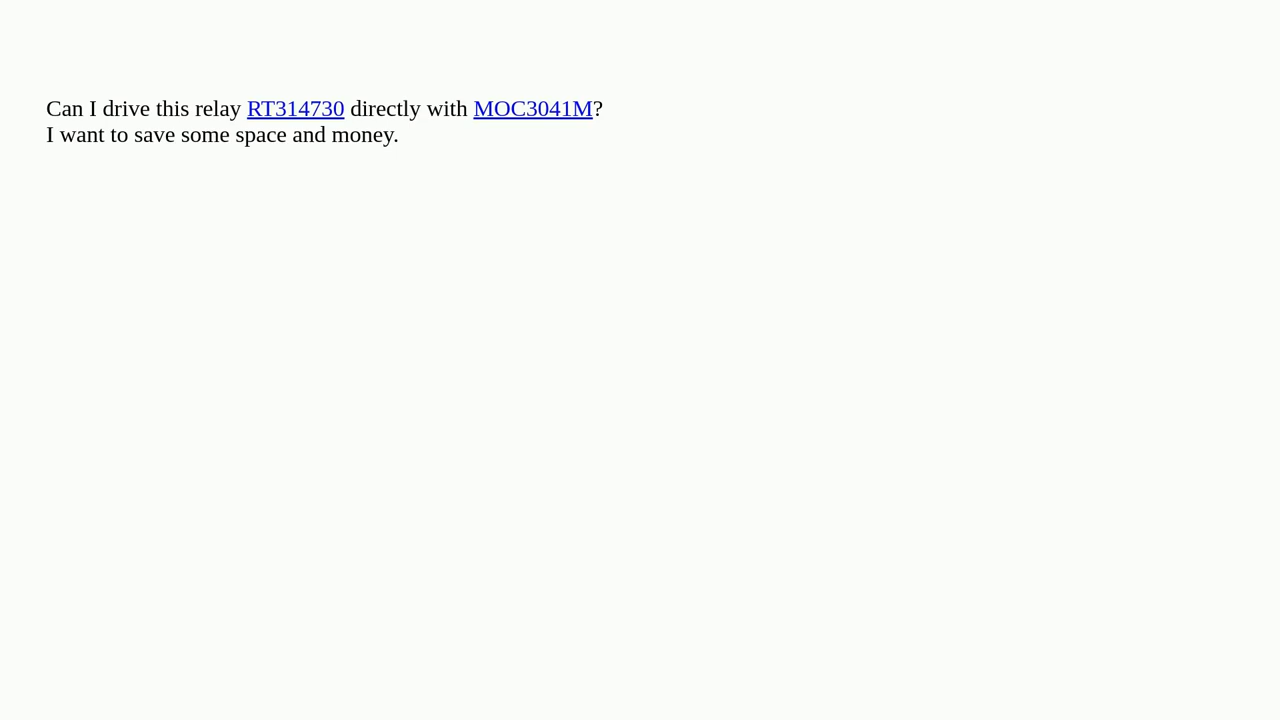 Can I drive this relay RT314730 directly with MOC3041M?
I want to save some space and money.